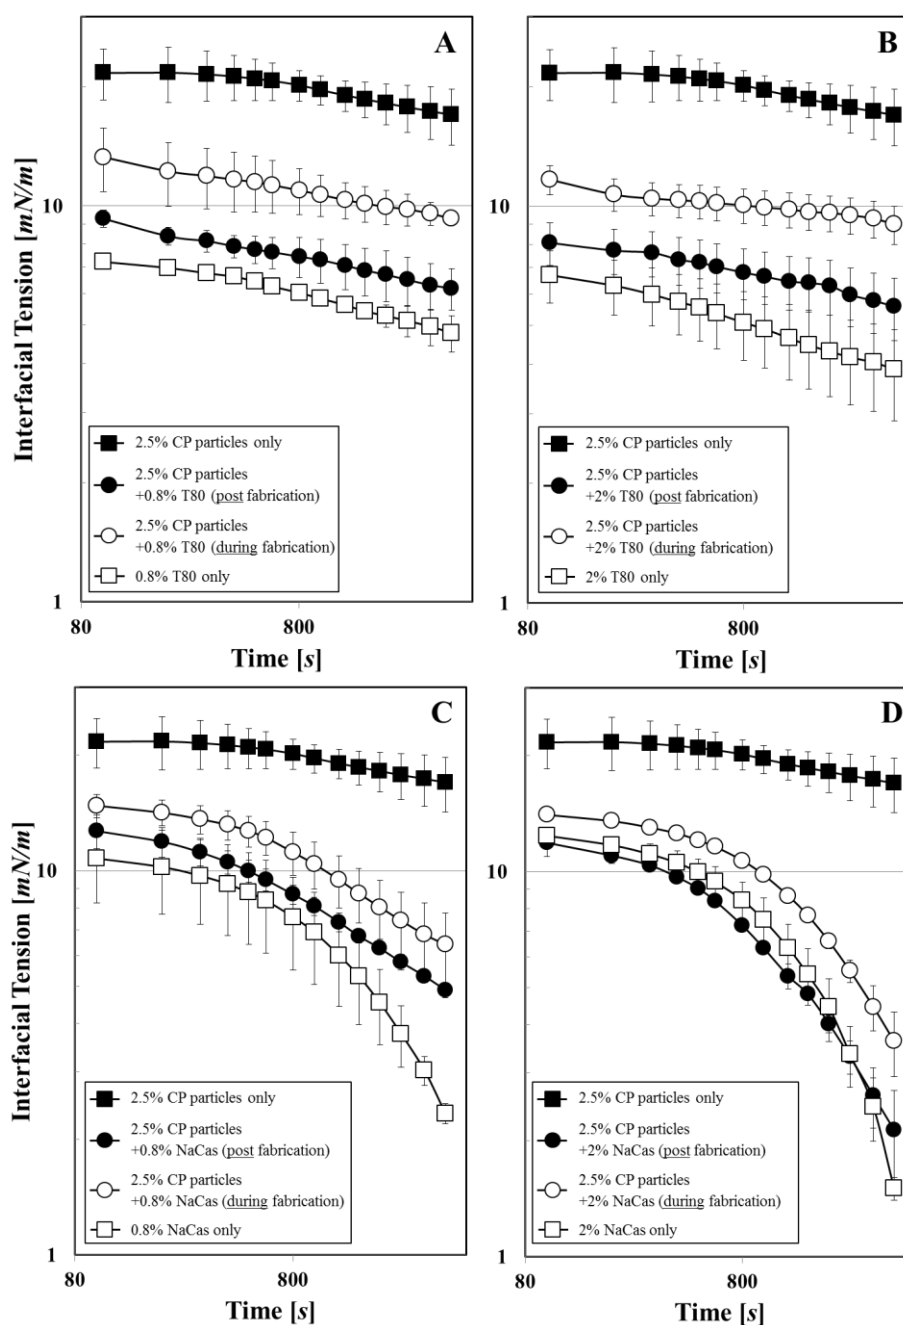 A
Interfacial Tension [mN/m]
10
1
2.5% CP particles only
2.5% CP particles
+0.8% T80 (post fabrication)
2.5% CP particles
+0.8% T80 (during fabrication)
0.8% T80 only
80
800
Time [s]
B
10
1
2.5% CP particles only
2.5% CP particles
+2% T80 (post fabrication)
2.5% CP particles
+2% T80 (during fabrication)
2% T80 only
80
800
Time [s]
C
Interfacial Tension [mN/m]
10
1
2.5% CP particles only
2.5% CP particles
+0.8% NaCas (post fabrication)
2.5% CP particles
+0.8% NaCas (during fabrication)
0.8% NaCas only
80
800
Time [s]
D
10
1
2.5% CP particles only
2.5% CP particles
+2% NaCas (post fabrication)
2.5% CP particles
+2% NaCas (during fabrication)
2% NaCas only
80
800
Time [s]